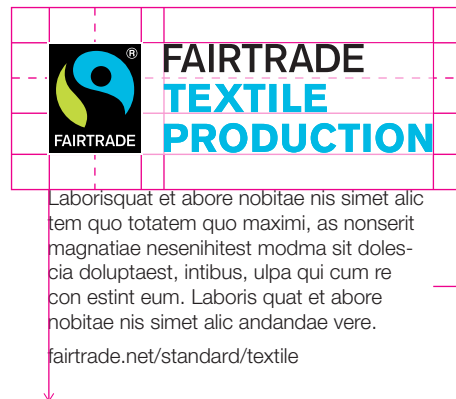 ®
FAIRTRADE
FAIRTRADE
TEXTILE
PRODUCTION
Laborisquat et abore nobitae nis simet alic
tem quo totatem quo maximi, as nonserit
magnatiae nesenihitest modma sit doles-
cia doluptaest, intibus, ulpa qui cum re
con estint eum. Laboris quat et abore
nobitae nis simet alic andandae vere.
fairtrade.net/standard/textile